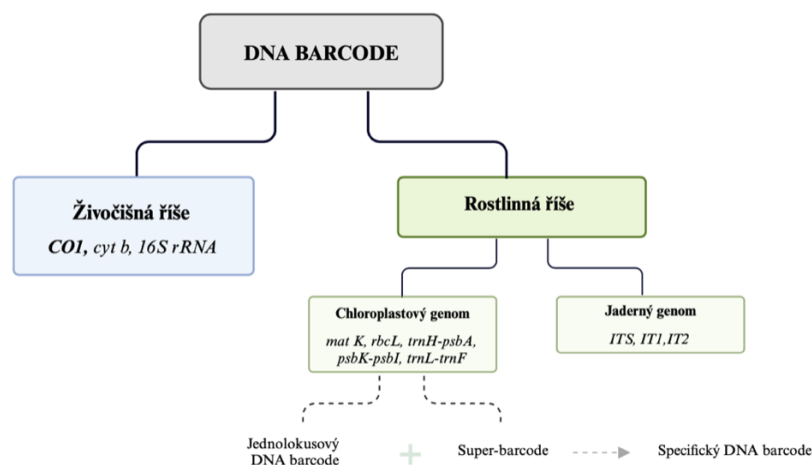 DNA BARCODE
Živočišná říše
CO1, cyt b, 16S rRNA
Rostlinná říše
Chloroplastový genom
mat K, rbcL, trnH-psbA,
psbK-psbI, trnL-trnF
Jaderný genom
ITS, IT1,IT2
Jednolokusový
DNA barcode
+
Super-barcode
Specifický DNA barcode